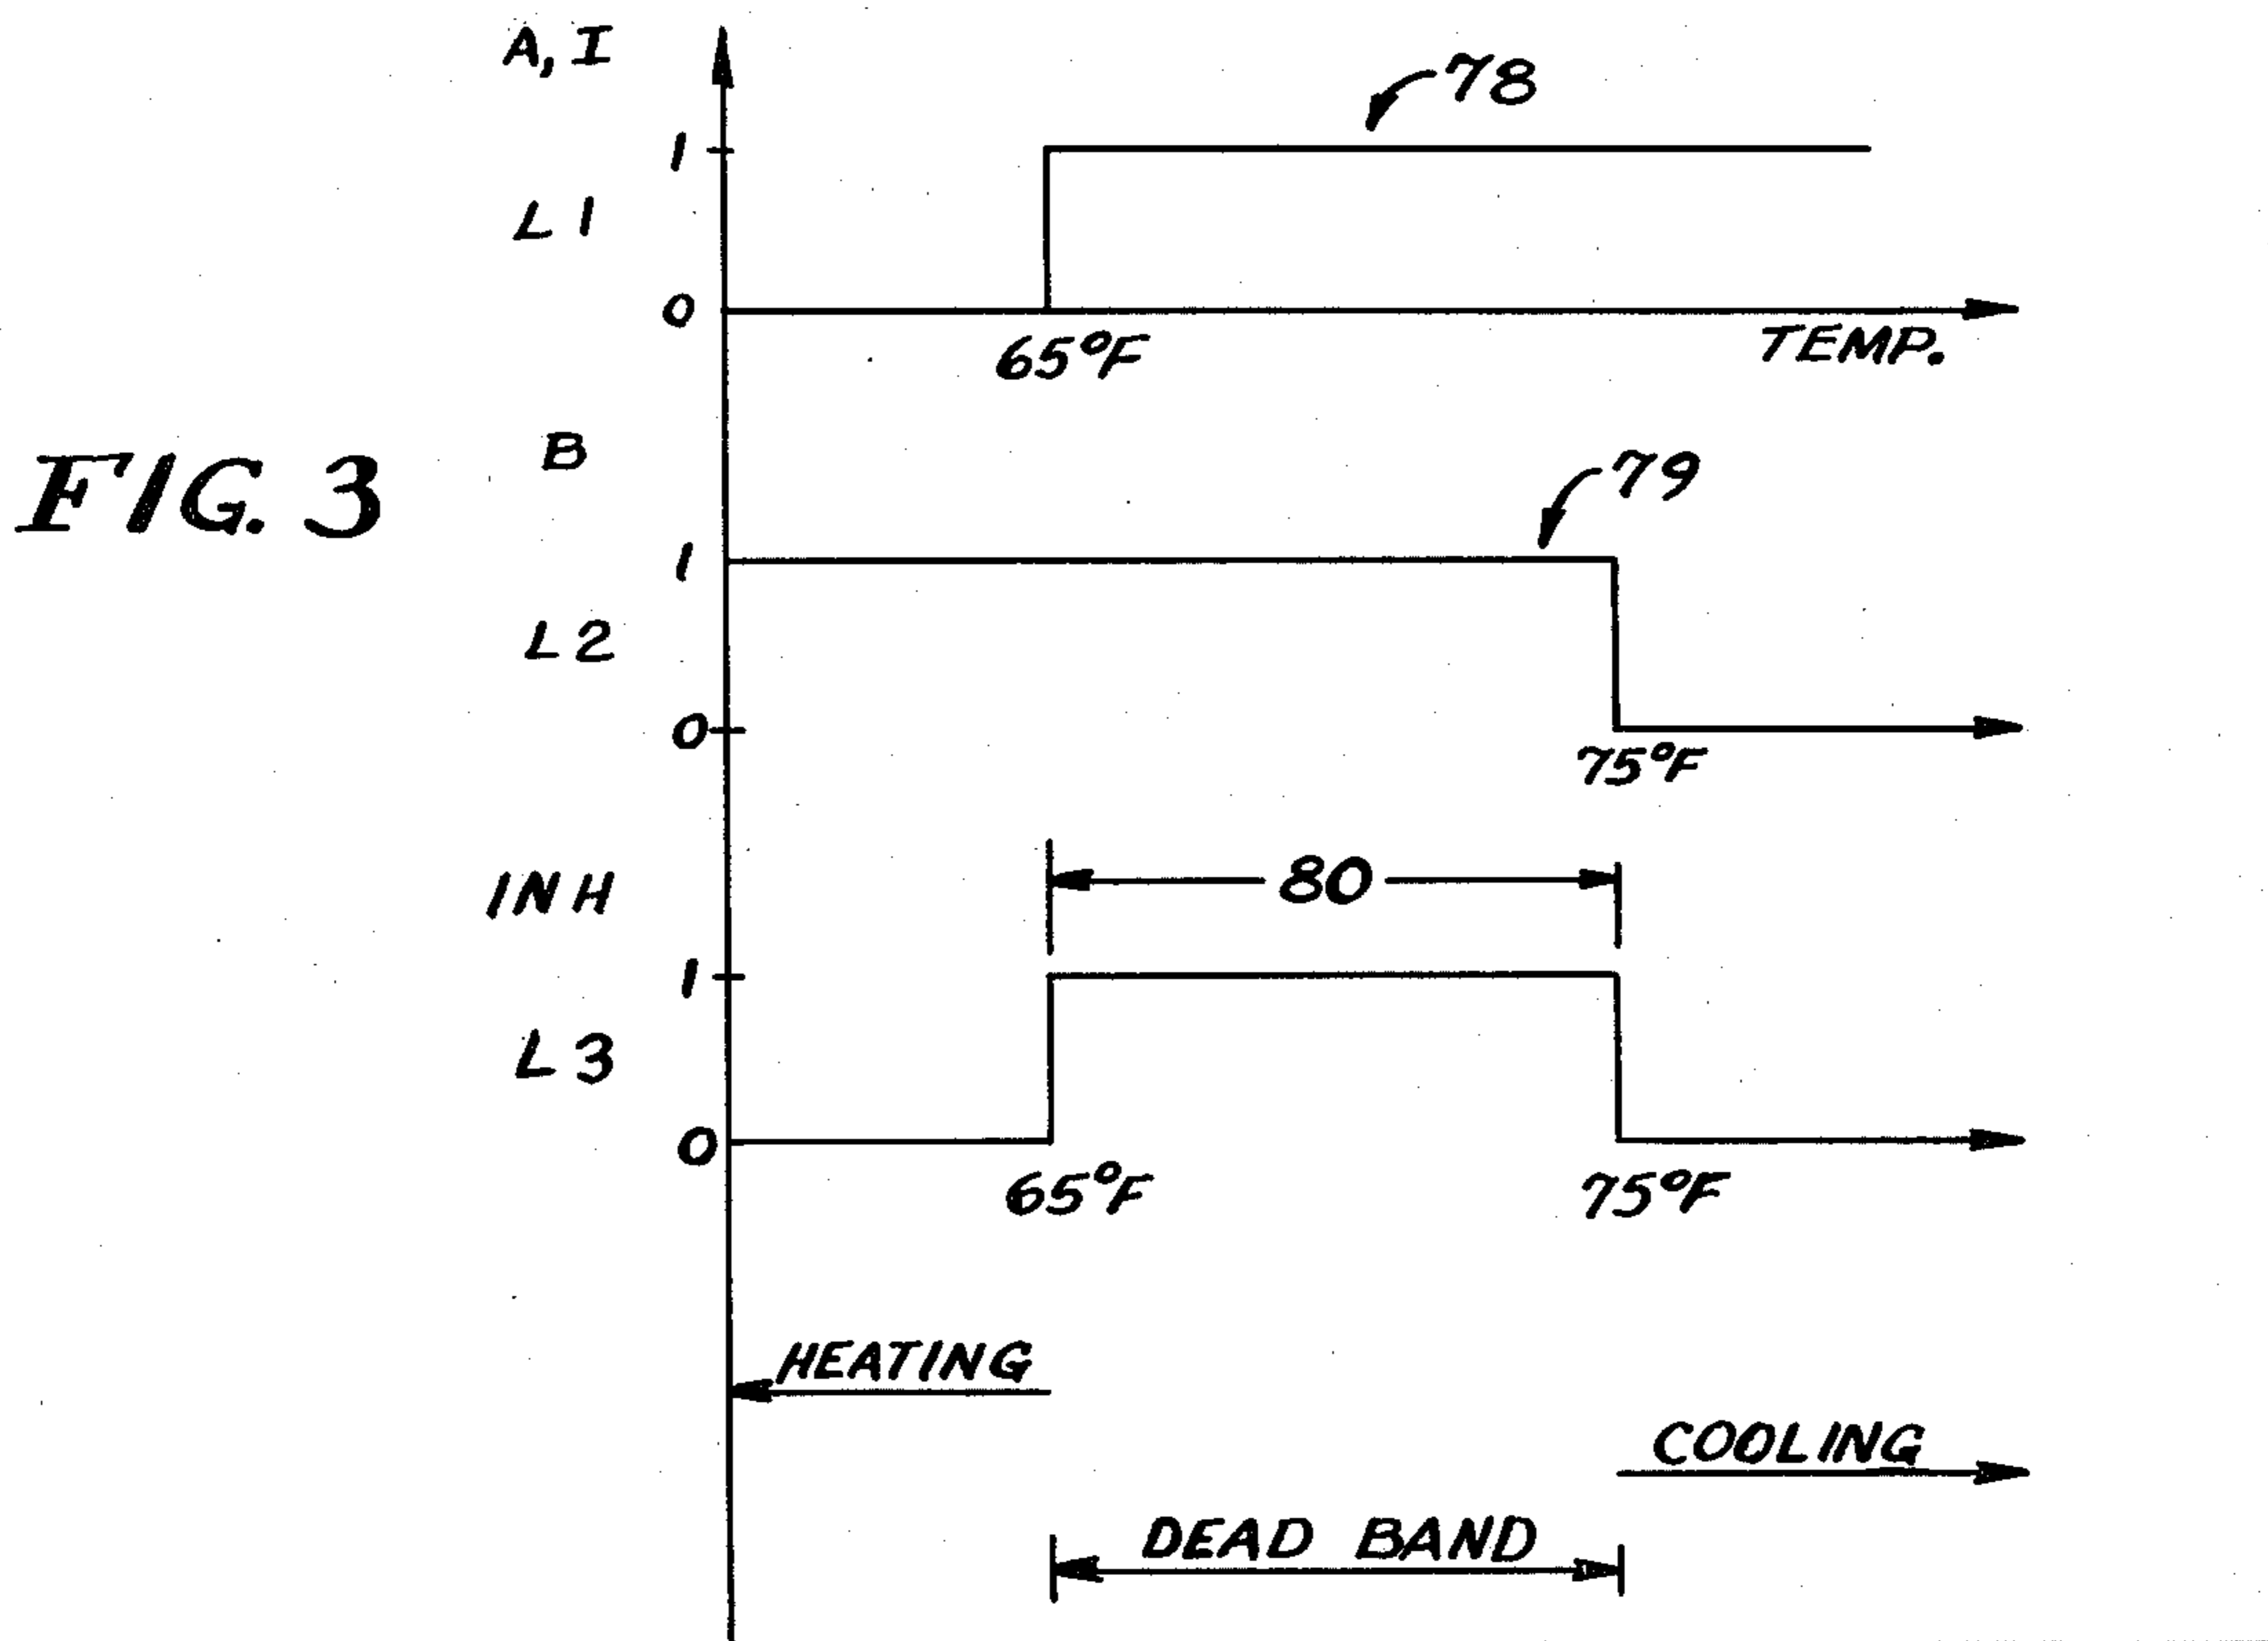 A, I
78
1
L1
0
65°F
TEMP.
FIG. 3
B
79
1
L2
0
75°F
INH
80
1
L3
0
65°F
75°F
HEATING
COOLING
DEAD BAND